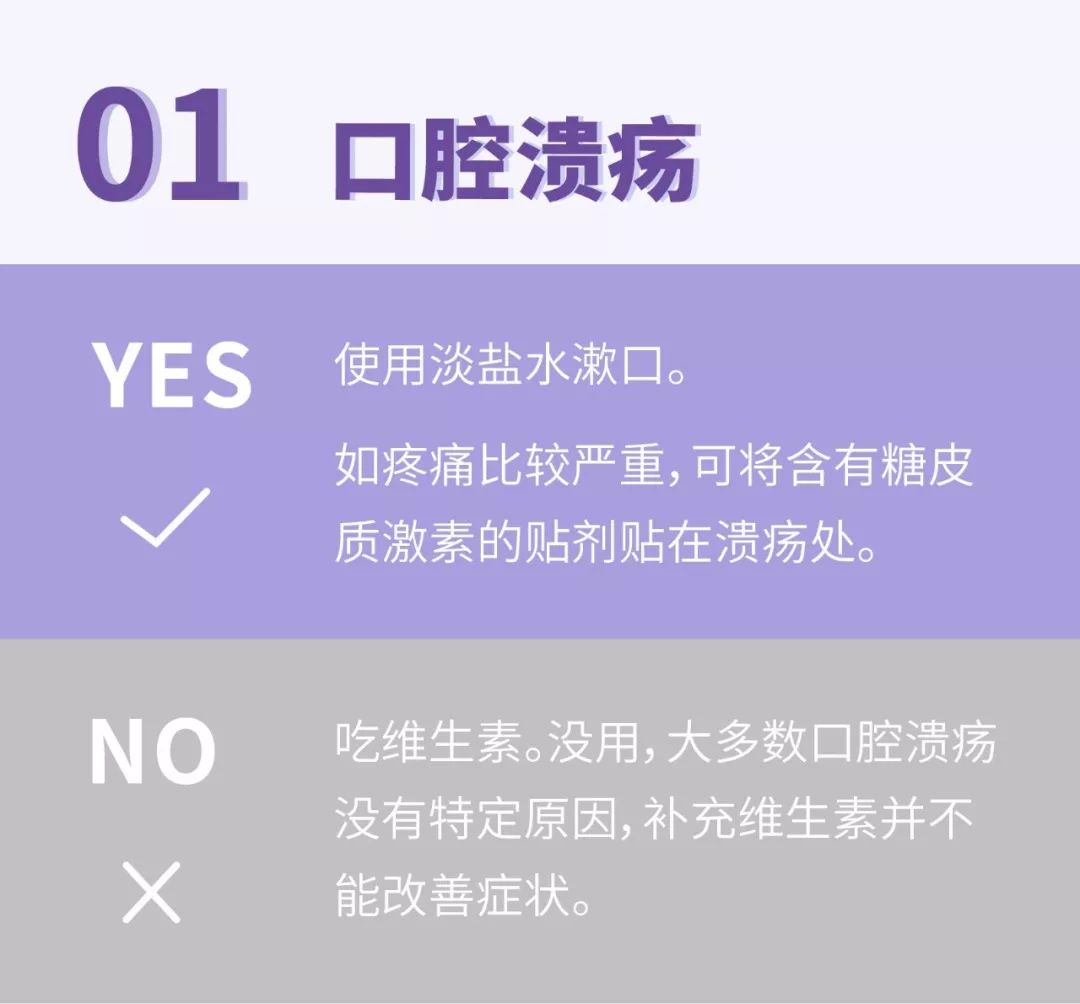 01 口腔溃疡
YES
使用淡盐水漱口。
如疼痛比较严重，可将含有糖皮
质激素的贴剂贴在溃疡处。
NO
吃维生素。没用，大多数口腔溃疡
没有特定原因，补充维生素并不
能改善症状。